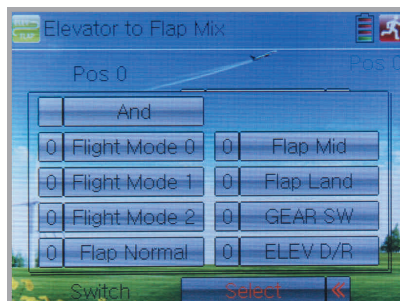 Elevator to Flap Mix
Pos 0
Pos 0
And
0 Flight Mode 0
0 Flap Mid
0 Flight Mode 1
0 Flap Land
0 Flight Mode 2
0 GEAR SW
0 Flap Normal
0 ELEV D/R
Switch
Select